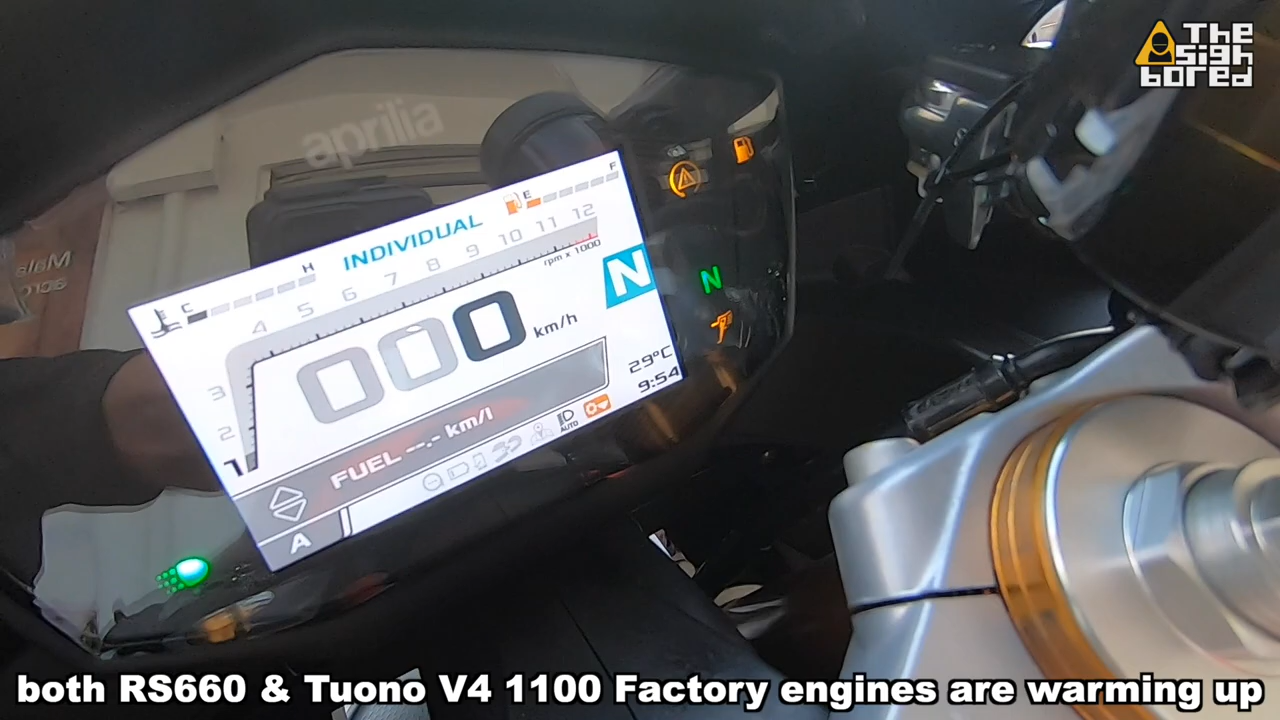 The
sigh
bored
aprilia
E
F
INDIVIDUAL
C
H
4 5 6 7 8 9 10 11 12
rpm x 1000
N
N
000 km/h
3
2
1
29°C
9:54
FUEL --.- km/l
AUTO
A
both RS660 & Tuono V4 1100 Factory engines are warming up